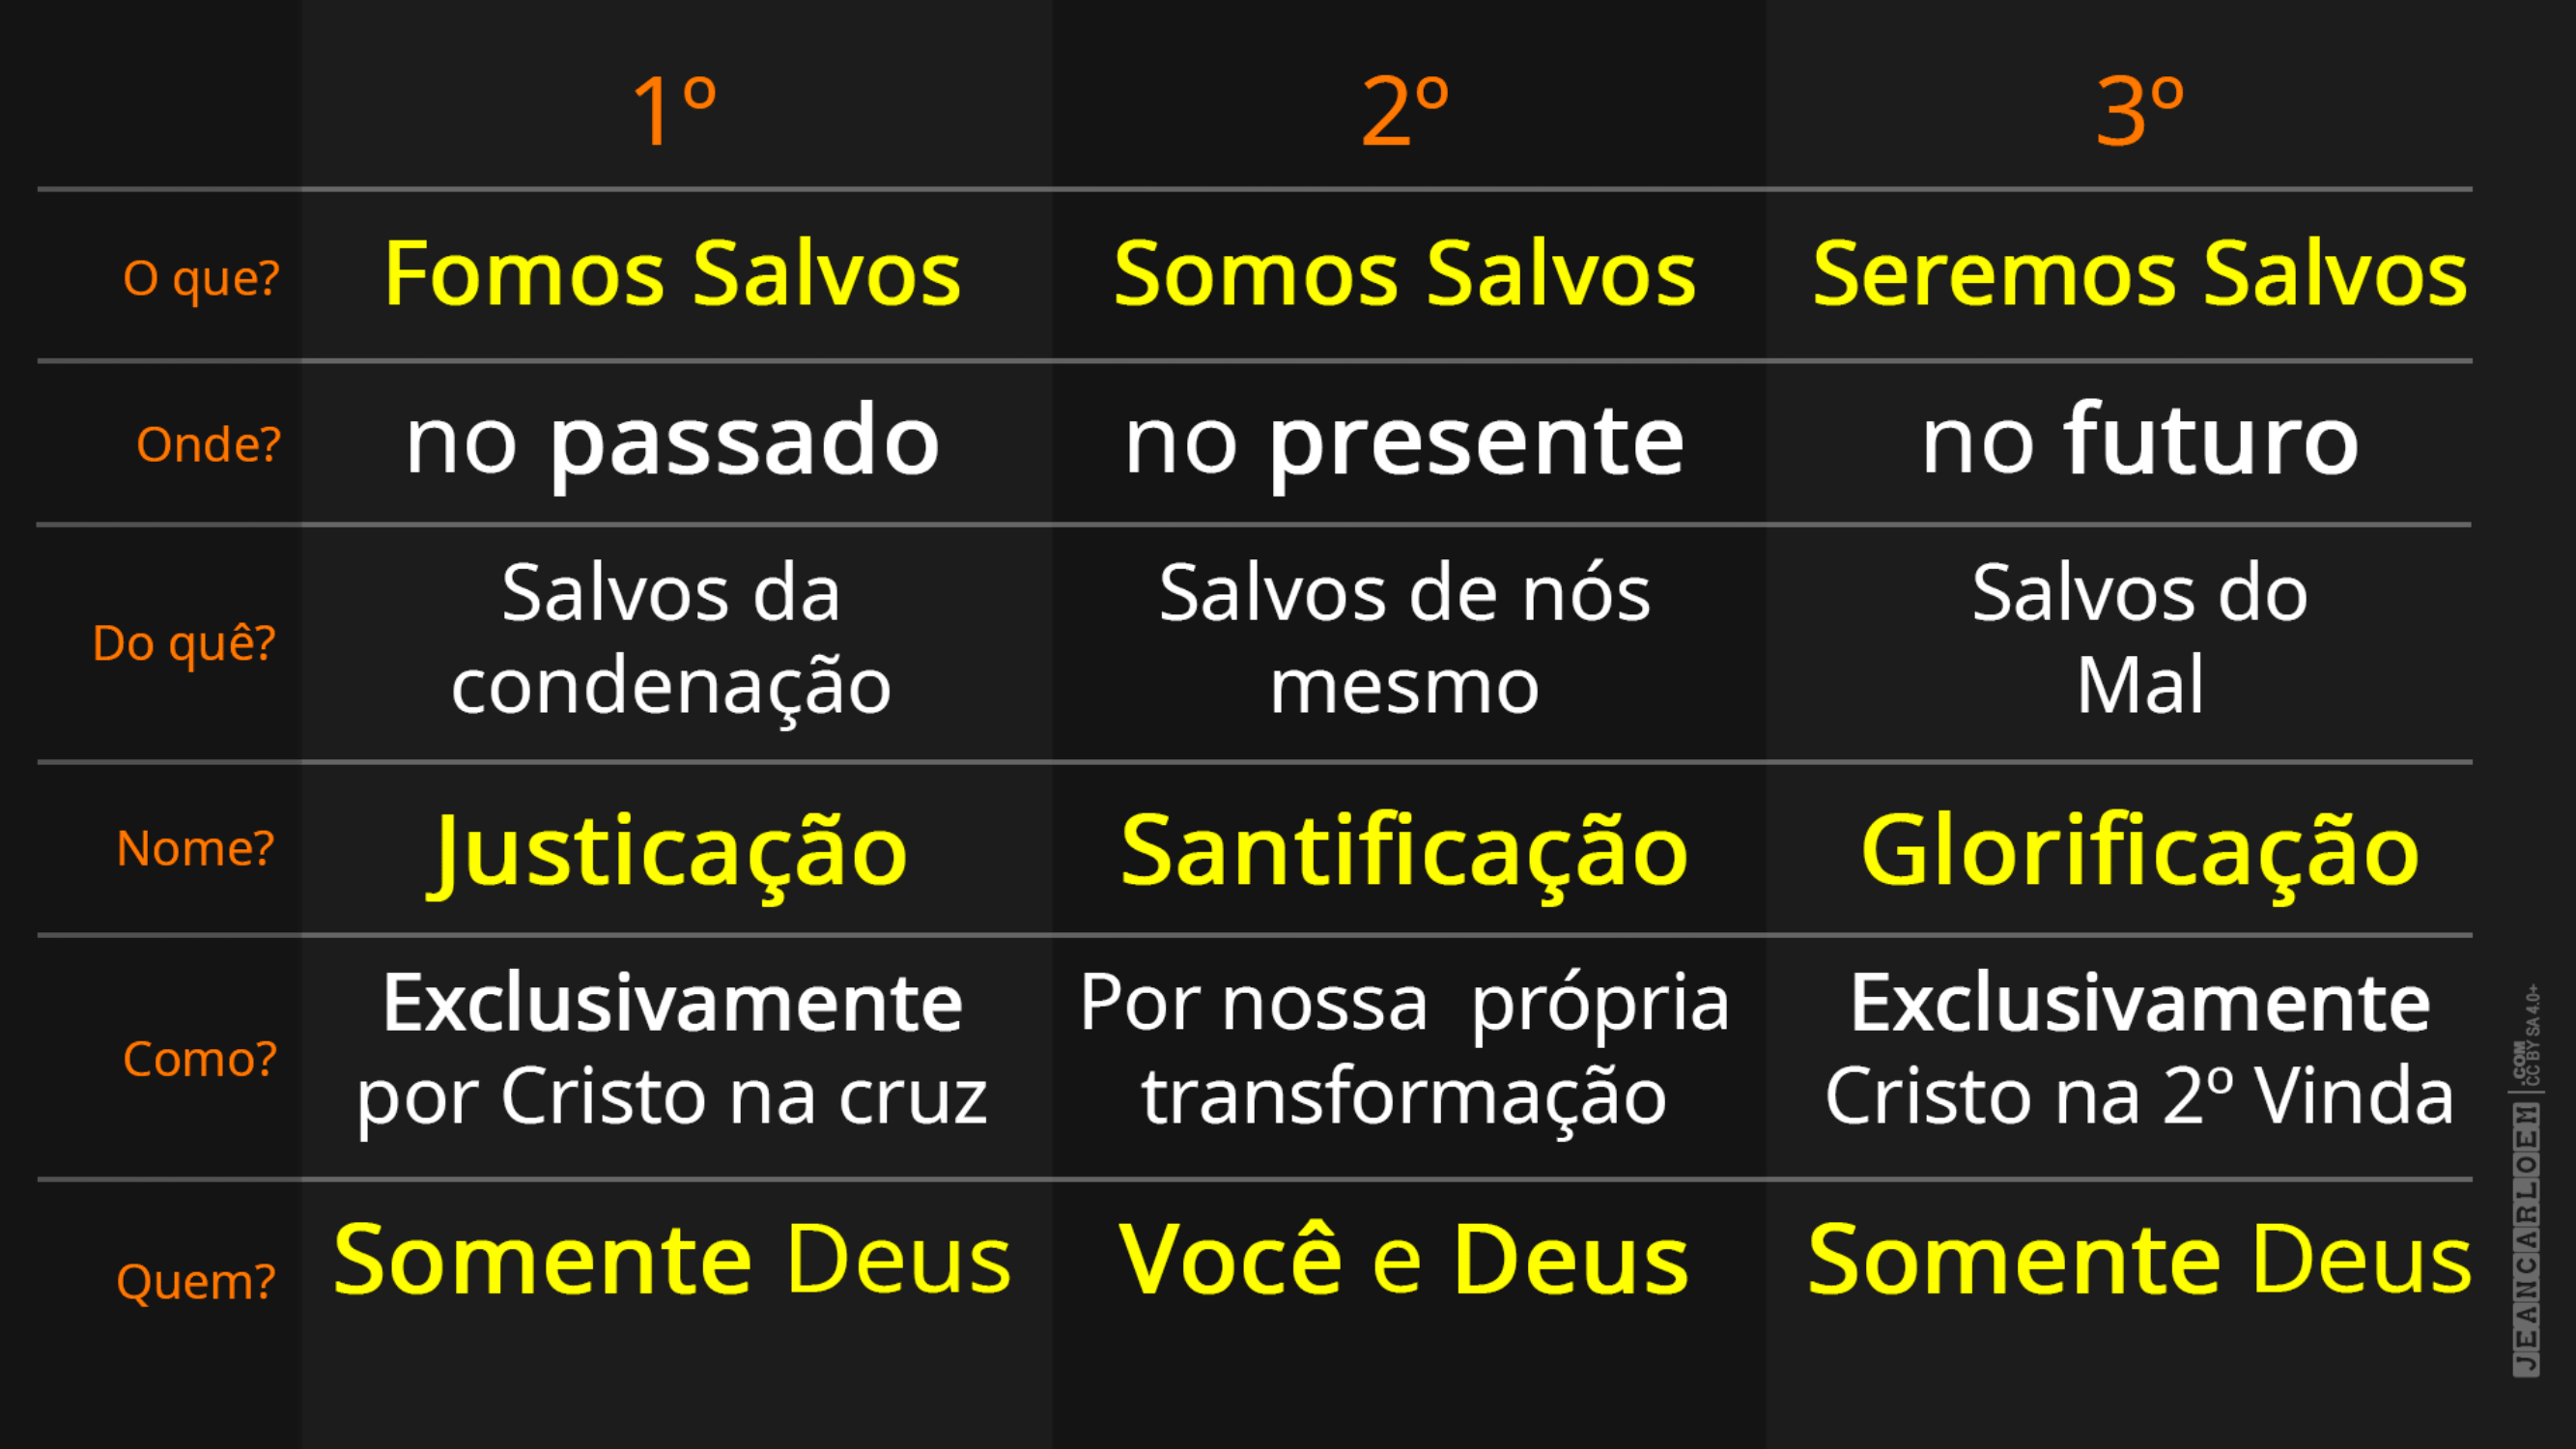 1º 2º 3º
O que? Fomos Salvos Somos Salvos Seremos Salvos
Onde? no passado no presente no futuro
Do quê? Salvos da condenação Salvos de nós mesmo Salvos do Mal
Nome? Justicação Santificação Glorificação
Como? Exclusivamente por Cristo na cruz Por nossa própria transformação Exclusivamente Cristo na 2º Vinda
Quem? Somente Deus Você e Deus Somente Deus
JEANCARLOEM .COM
CC BY SA 4.0+